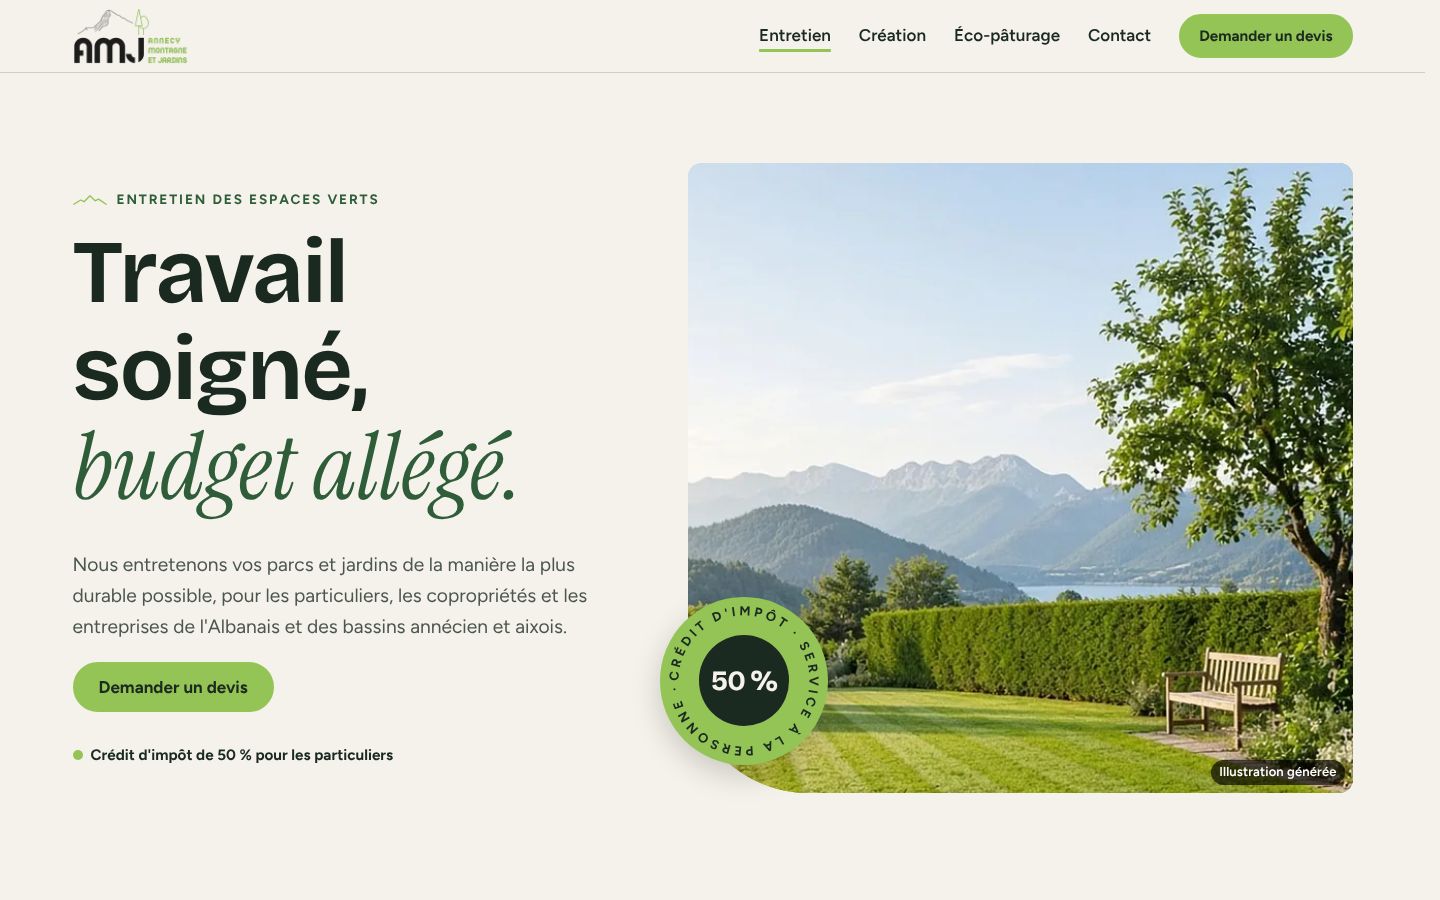 AMJ
ANNECY
MONTAGNE
ET JARDINS
Entretien
Création
Éco-pâturage
Contact
Demander un devis
ENTRETIEN DES ESPACES VERTS
Travail
soigné,
budget allégé.
Nous entretenons vos parcs et jardins de la manière la plus
durable possible, pour les particuliers, les copropriétés et les
entreprises de l'Albanais et des bassins annécien et aixois.
Demander un devis
Crédit d'impôt de 50 % pour les particuliers
CRÉDIT D'IMPÔT · SERVICE À LA PERSONNE ·
50 %
Illustration générée